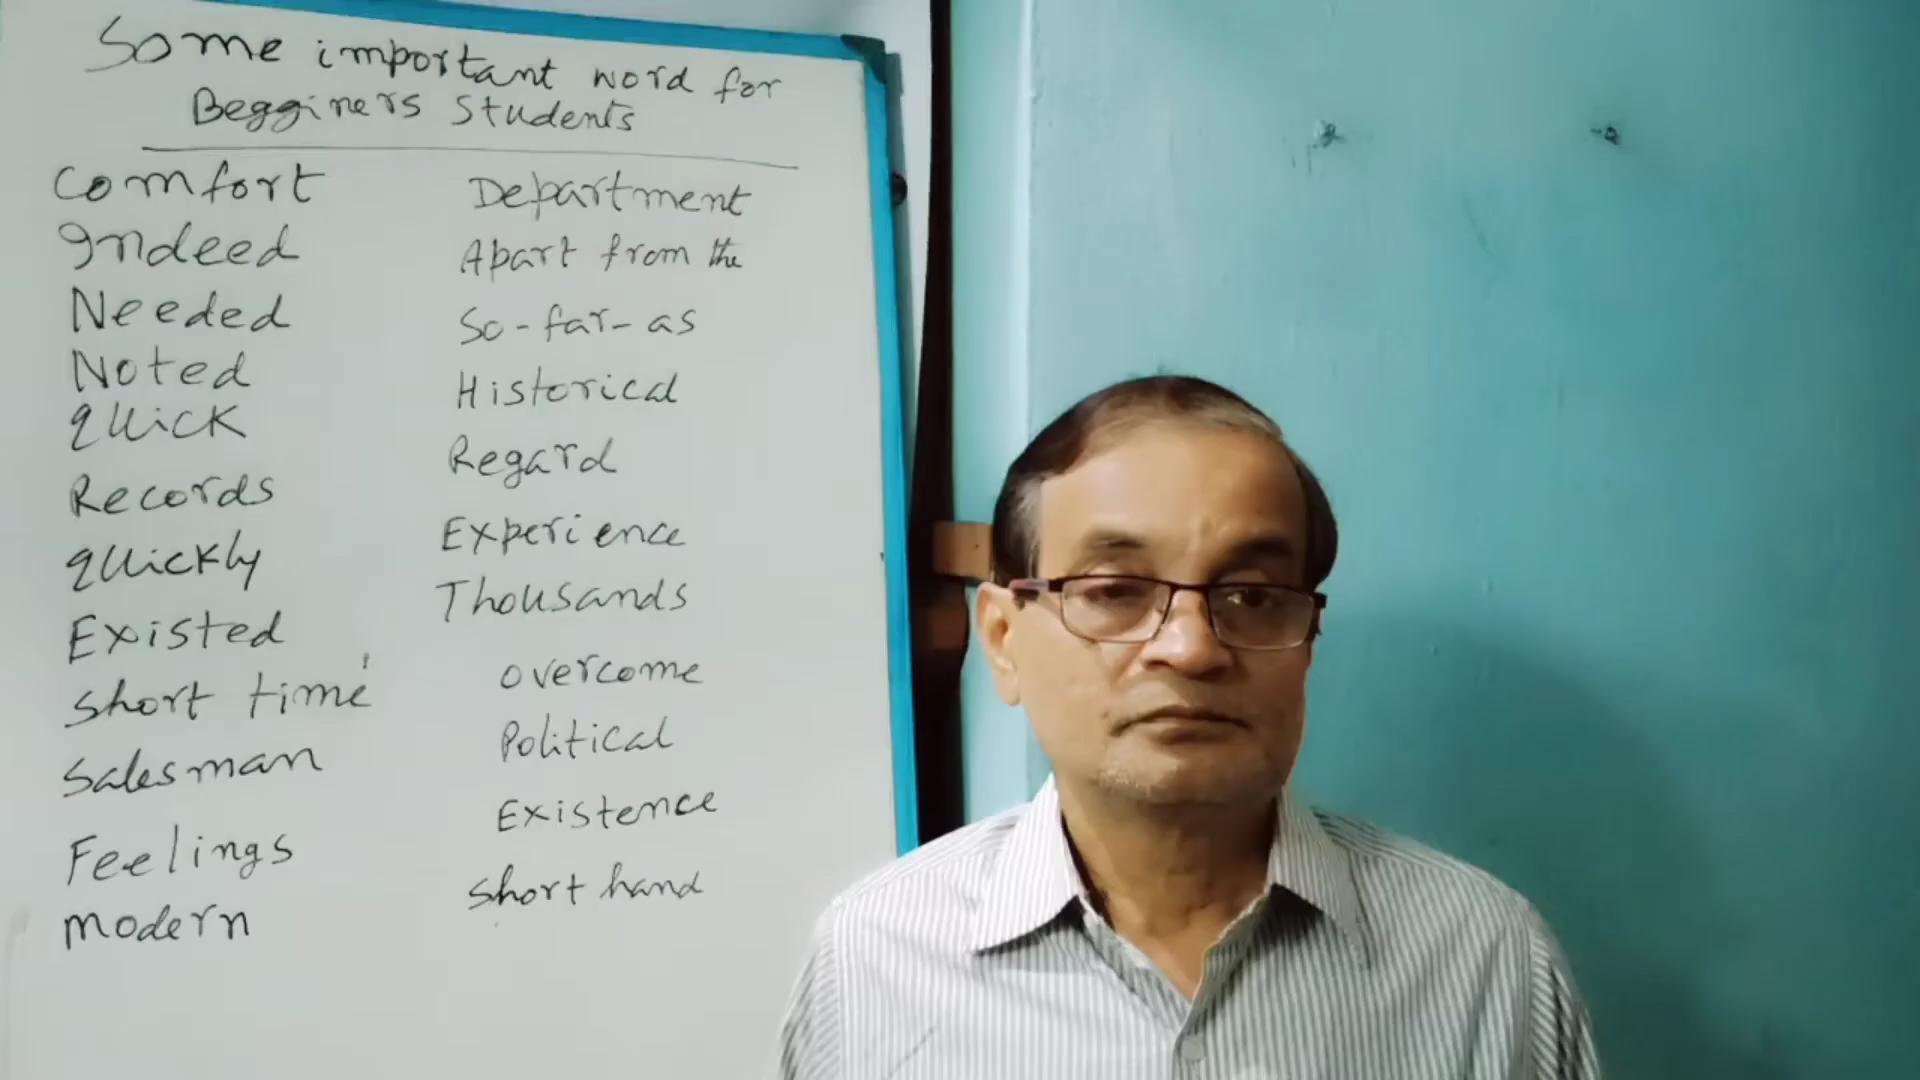 Some important word for
Begginers Students
Comfort
Indeed
Needed
Noted
quick
Records
quickly
Existed
Short time
Salesman
Feelings
Modern
Department
Apart from the
So-far-as
Historical
Regard
Experience
Thousands
overcome
Political
Existence
Short hand